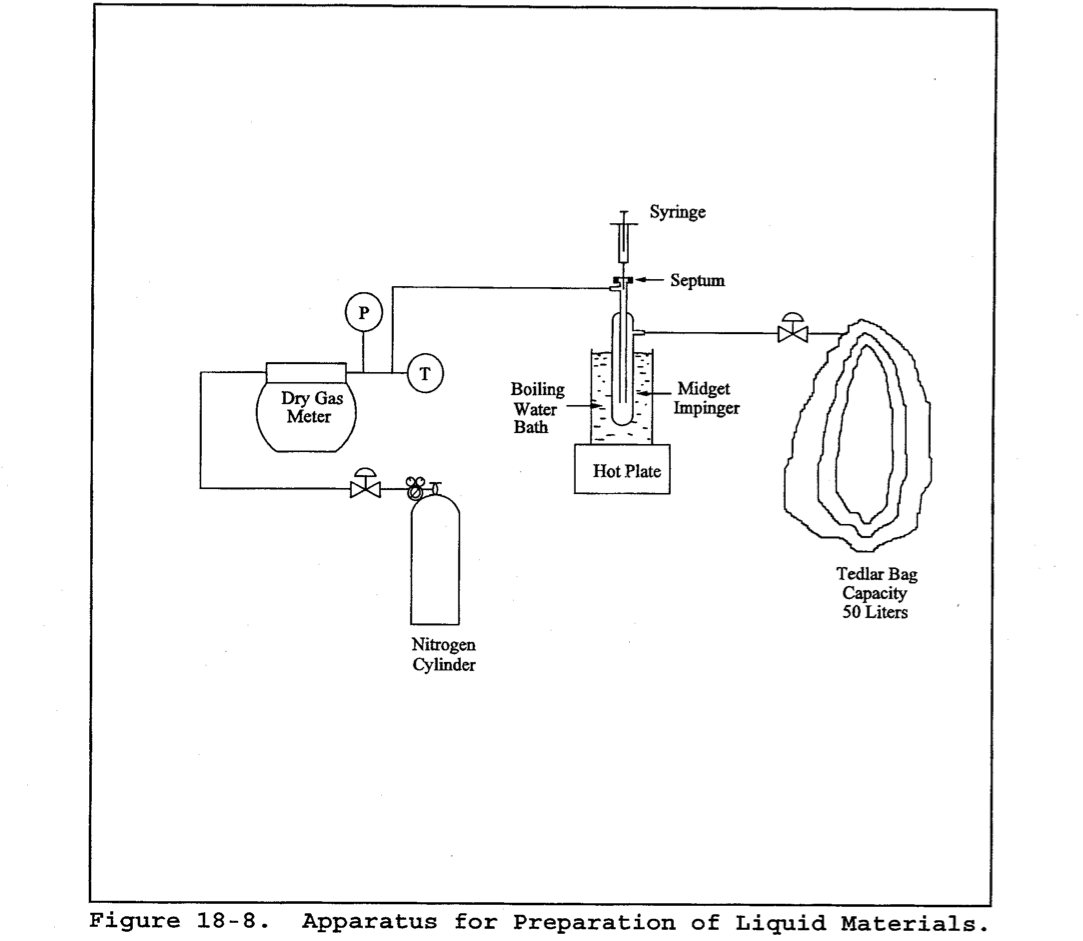 Syringe
Septum
P
T
Dry Gas
Meter
Boiling
Water
Bath
Midget
Impinger
Hot Plate
Tedlar Bag
Capacity
50 Liters
Nitrogen
Cylinder
Figure 18-8. Apparatus for Preparation of Liquid Materials.